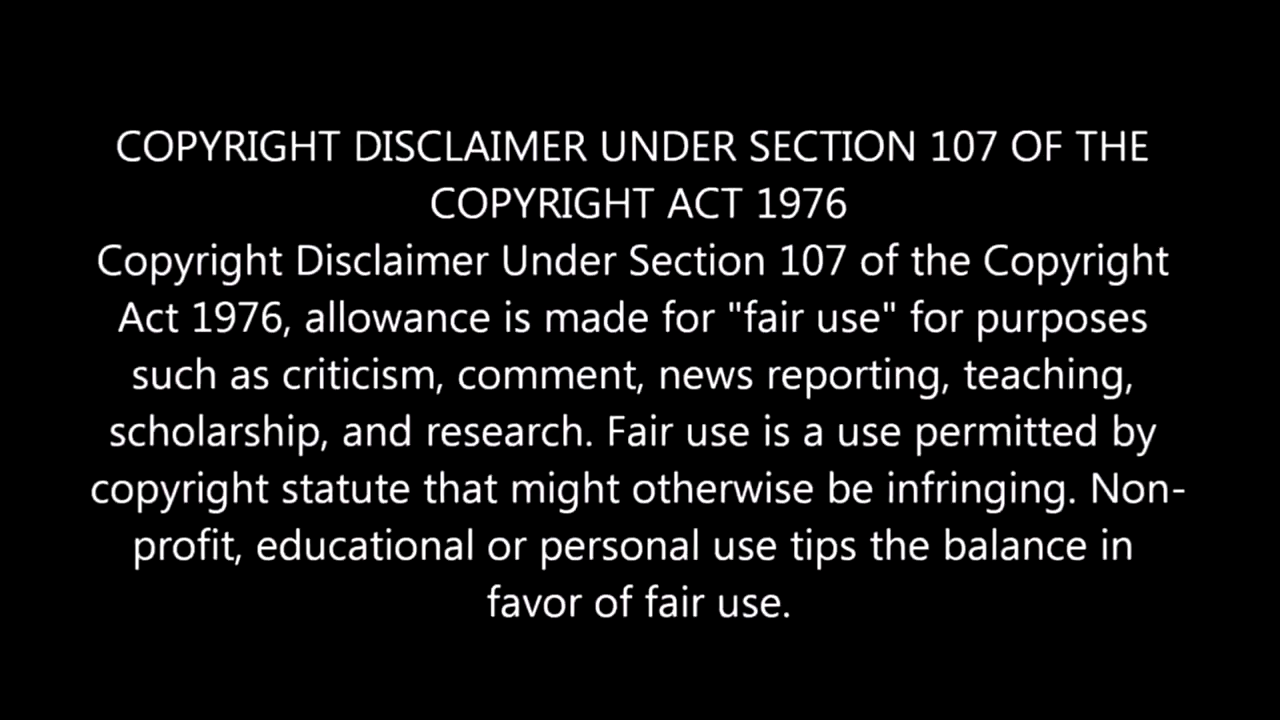 COPYRIGHT DISCLAIMER UNDER SECTION 107 OF THE
COPYRIGHT ACT 1976
Copyright Disclaimer Under Section 107 of the Copyright
Act 1976, allowance is made for "fair use" for purposes
such as criticism, comment, news reporting, teaching,
scholarship, and research. Fair use is a use permitted by
copyright statute that might otherwise be infringing. Non-
profit, educational or personal use tips the balance in
favor of fair use.